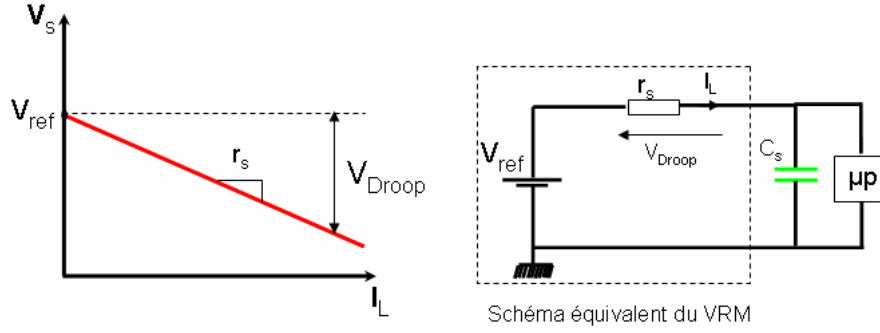 Vs
Vref
rs
VDroop
IL
rs
IL
VDroop
Vref
Cs
µp
Schéma équivalent du VRM